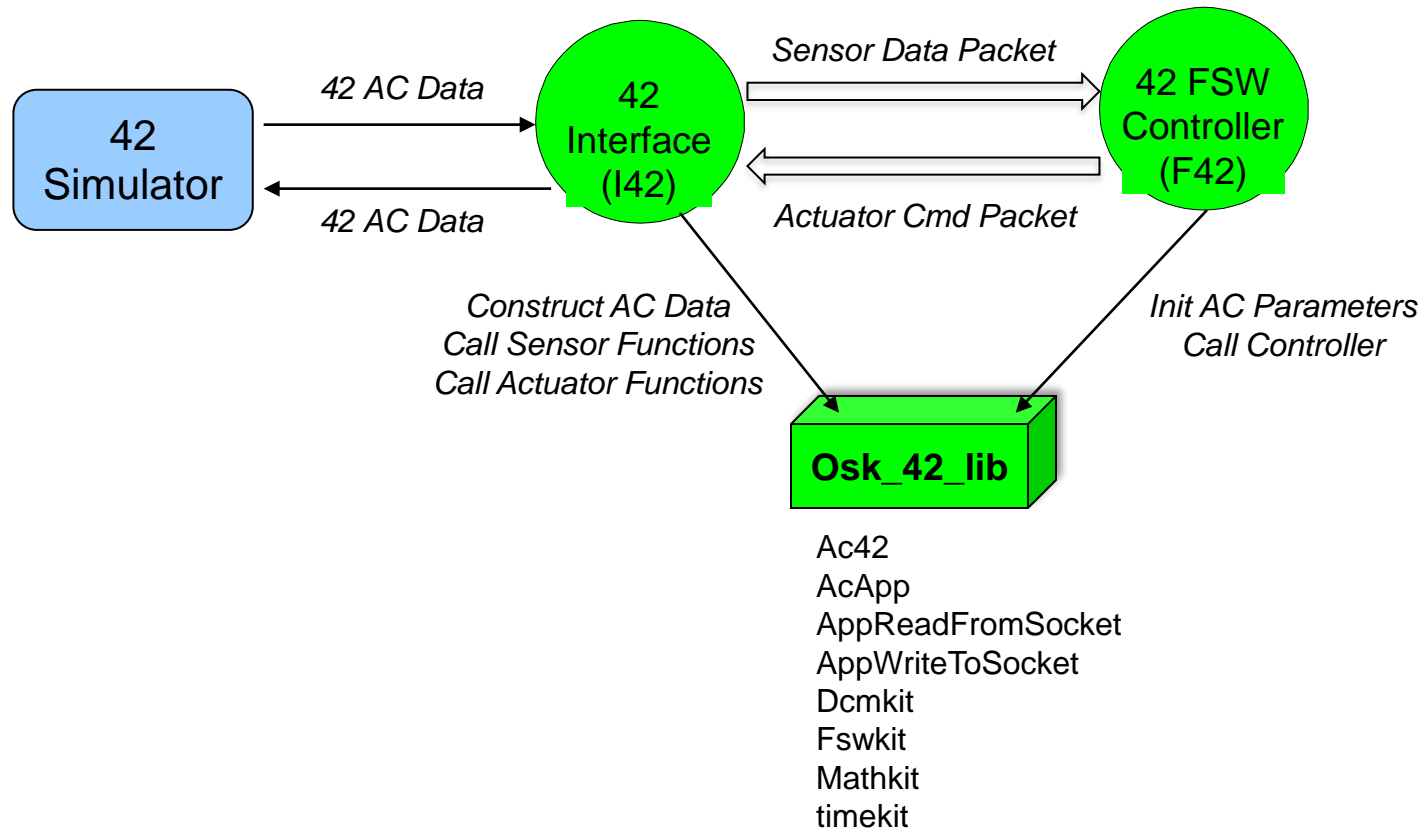 42 Simulator
42 AC Data
42 AC Data
42
Interface
(I42)
Sensor Data Packet
Actuator Cmd Packet
42 FSW
Controller
(F42)
Construct AC Data
Call Sensor Functions
Call Actuator Functions
Init AC Parameters
Call Controller
Osk_42_lib
Ac42
AcApp
AppReadFromSocket
AppWriteToSocket
Dcmkit
Fswkit
Mathkit
timekit